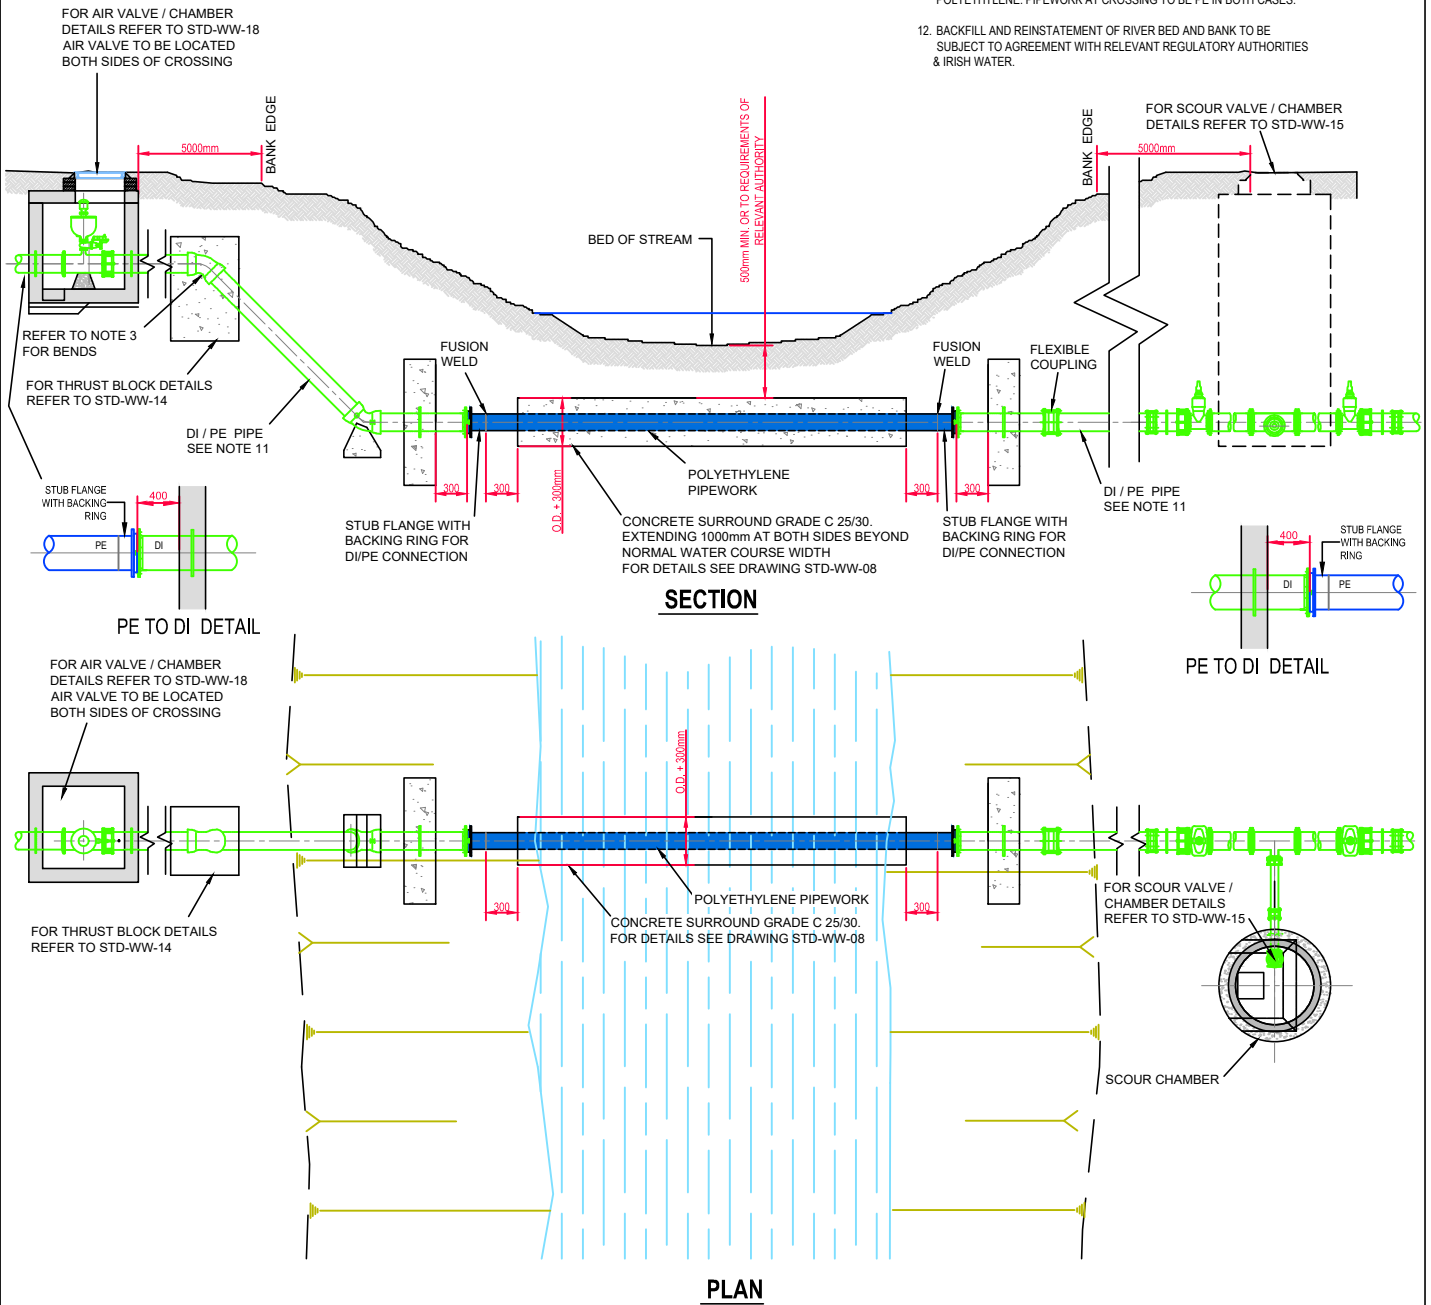 POLYETHYLENE. PIPEWORK AT CROSSING TO BE PE IN BOTH CASES.
12. BACKFILL AND REINSTATEMENT OF RIVER BED AND BANK TO BE
SUBJECT TO AGREEMENT WITH RELEVANT REGULATORY AUTHORITIES
& IRISH WATER.
FOR AIR VALVE / CHAMBER
DETAILS REFER TO STD-WW-18
AIR VALVE TO BE LOCATED
BOTH SIDES OF CROSSING
5000mm
BANK EDGE
500mm MIN. OR TO REQUIREMENTS OF
RELEVANT AUTHORITY
BANK EDGE
5000mm
FOR SCOUR VALVE / CHAMBER
DETAILS REFER TO STD-WW-15
BED OF STREAM
REFER TO NOTE 3
FOR BENDS
FOR THRUST BLOCK DETAILS
REFER TO STD-WW-14
DI / PE PIPE
SEE NOTE 11
FUSION
WELD
FUSION
WELD
FLEXIBLE
COUPLING
300
300
O.D. + 300mm
300
300
POLYETHYLENE
PIPEWORK
DI / PE PIPE
SEE NOTE 11
STUB FLANGE WITH
BACKING RING FOR
DI/PE CONNECTION
CONCRETE SURROUND GRADE C 25/30.
EXTENDING 1000mm AT BOTH SIDES BEYOND
NORMAL WATER COURSE WIDTH
FOR DETAILS SEE DRAWING STD-WW-08
STUB FLANGE WITH
BACKING RING FOR
DI/PE CONNECTION
STUB FLANGE
WITH BACKING
RING
400
PE
DI
PE TO DI DETAIL
SECTION
400
STUB FLANGE
WITH BACKING
RING
DI
PE
PE TO DI DETAIL
FOR AIR VALVE / CHAMBER
DETAILS REFER TO STD-WW-18
AIR VALVE TO BE LOCATED
BOTH SIDES OF CROSSING
O.D. + 300mm
FOR THRUST BLOCK DETAILS
REFER TO STD-WW-14
300
300
POLYETHYLENE PIPEWORK
CONCRETE SURROUND GRADE C 25/30.
FOR DETAILS SEE DRAWING STD-WW-08
FOR SCOUR VALVE /
CHAMBER DETAILS
REFER TO STD-WW-15
SCOUR CHAMBER
PLAN